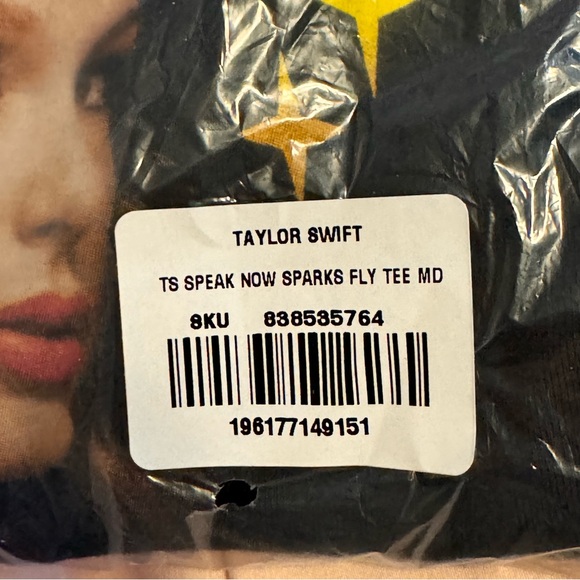 TAYLOR SWIFT
TS SPEAK NOW SPARKS FLY TEE MD
SKU 838535764
196177149151